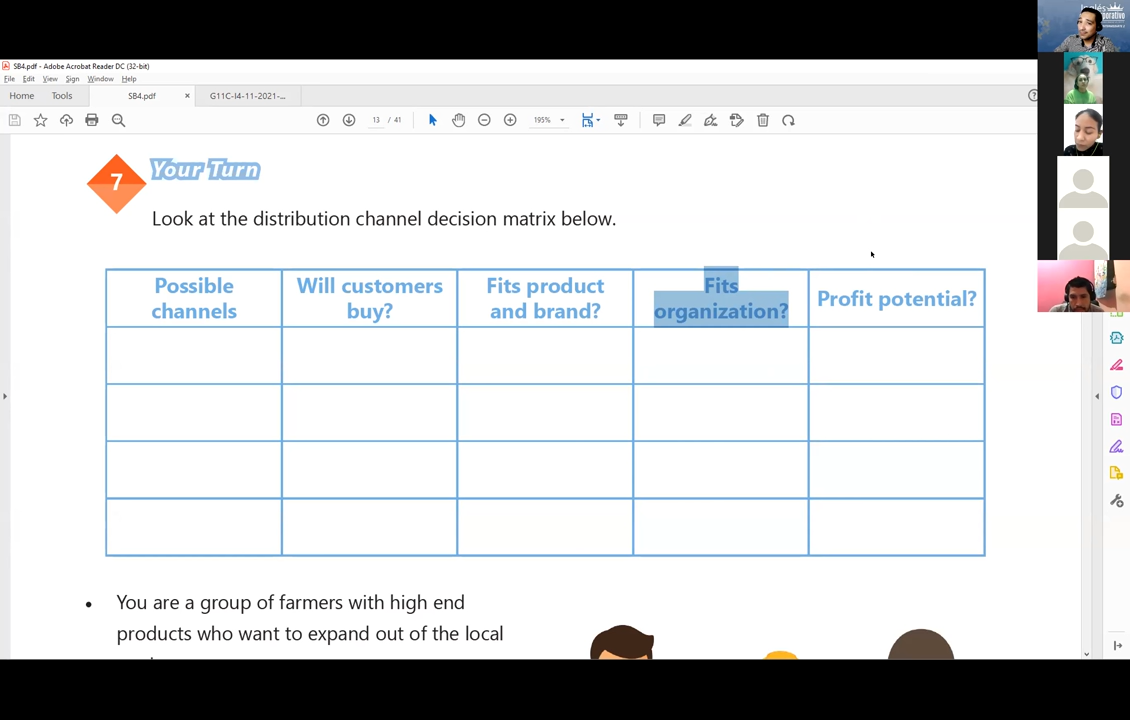 SB4.pdf - Adobe Acrobat Reader DC (32-bit)
File Edit View Sign Window Help
Home Tools SB4.pdf × G11C-I4-11-2021-...
13 / 41 195%
7 Your Turn
Look at the distribution channel decision matrix below.
Possible channels
Will customers buy?
Fits product and brand?
Fits organization?
Profit potential?
• You are a group of farmers with high end
products who want to expand out of the local
Inglés